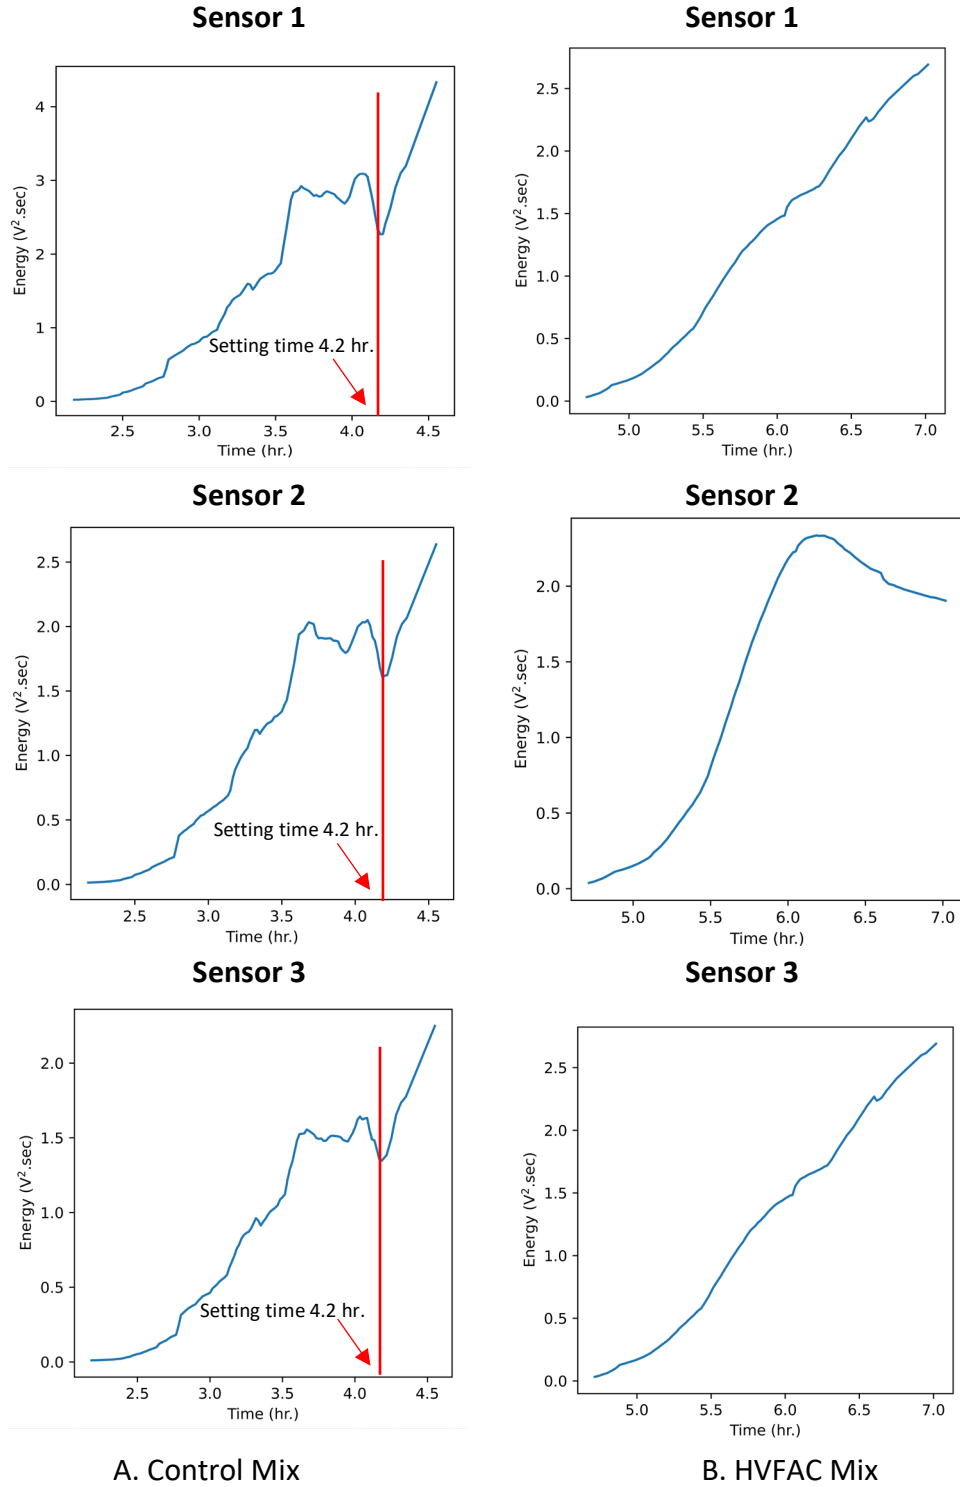 Sensor 1
Energy (V².sec)
4
3
2
1
0
Setting time 4.2 hr.
2.5 3.0 3.5 4.0 4.5
Time (hr.)
Sensor 1
Energy (V².sec)
2.5
2.0
1.5
1.0
0.5
0.0
5.0 5.5 6.0 6.5 7.0
Time (hr.)
Sensor 2
Energy (V².sec)
2.5
2.0
1.5
1.0
0.5
0.0
Setting time 4.2 hr.
2.5 3.0 3.5 4.0 4.5
Time (hr.)
Sensor 2
Energy (V².sec)
2.0
1.5
1.0
0.5
0.0
5.0 5.5 6.0 6.5 7.0
Time (hr.)
Sensor 3
Energy (V².sec)
2.0
1.5
1.0
0.5
0.0
Setting time 4.2 hr.
2.5 3.0 3.5 4.0 4.5
Time (hr.)
Sensor 3
Energy (V².sec)
2.5
2.0
1.5
1.0
0.5
0.0
5.0 5.5 6.0 6.5 7.0
Time (hr.)
A. Control Mix
B. HVFAC Mix